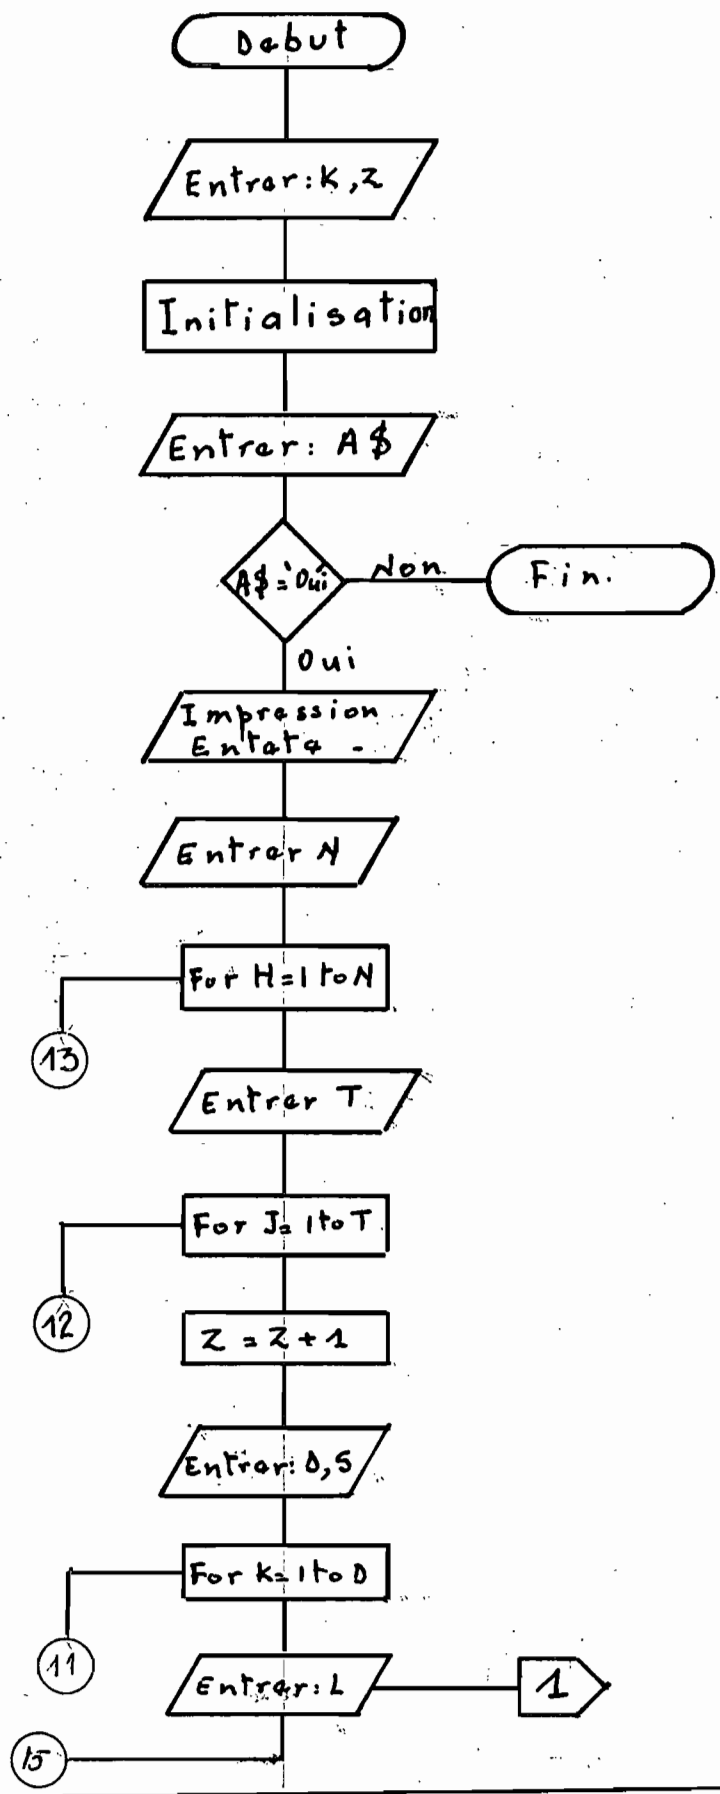 Debut
Entrer: K, Z
Initialisation
Entrer: A$
A$='Oui'
Non
Fin.
Oui
Impression
Entete -
Entrer N
For H=1 to N
13
Entrer T
For J=1 to T
12
Z=Z+1
Entrer: D,S
For K=1 to D
11
Entrer: L
1
15